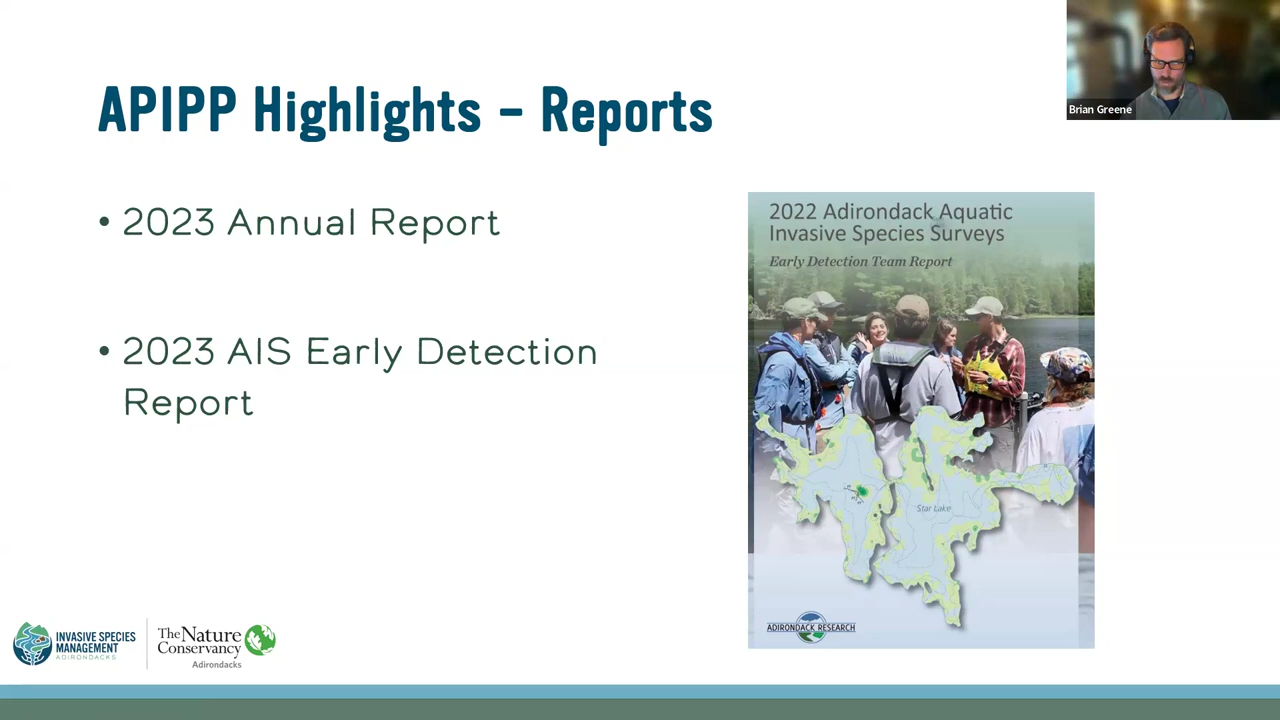 Brian Greene
APIPP Highlights – Reports
• 2023 Annual Report
• 2023 AIS Early Detection
Report
2022 Adirondack Aquatic
Invasive Species Surveys
Early Detection Team Report
Star Lake
ADIRONDACK RESEARCH
INVASIVE SPECIES
MANAGEMENT
ADIRONDACKS
The Nature
Conservancy
Adirondacks